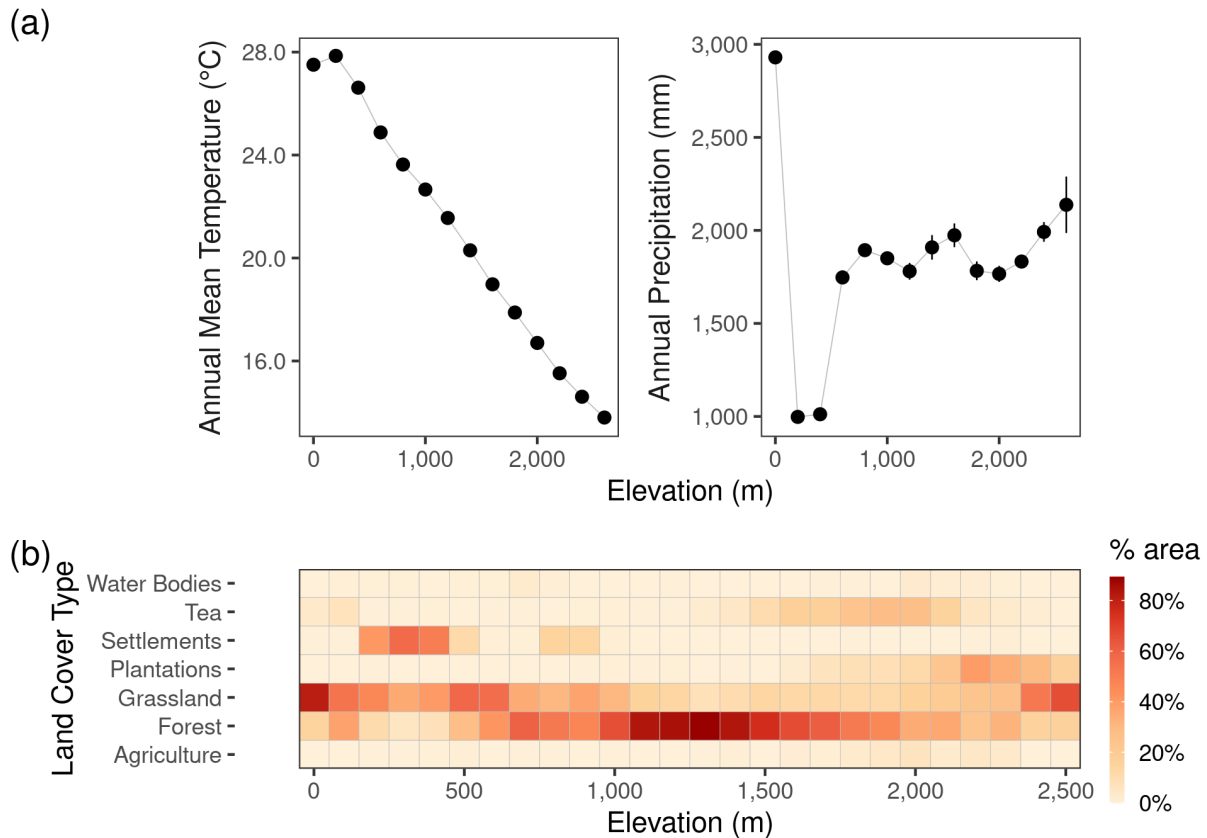 (a)
Annual Mean Temperature (°C)
28.0
24.0
20.0
16.0
0
1,000
2,000
Annual Precipitation (mm)
3,000
2,500
2,000
1,500
1,000
0
1,000
2,000
Elevation (m)
(b)
Land Cover Type
Water Bodies
Tea
Settlements
Plantations
Grassland
Forest
Agriculture
0
500
1,000
1,500
2,000
2,500
Elevation (m)
% area
80%
60%
40%
20%
0%